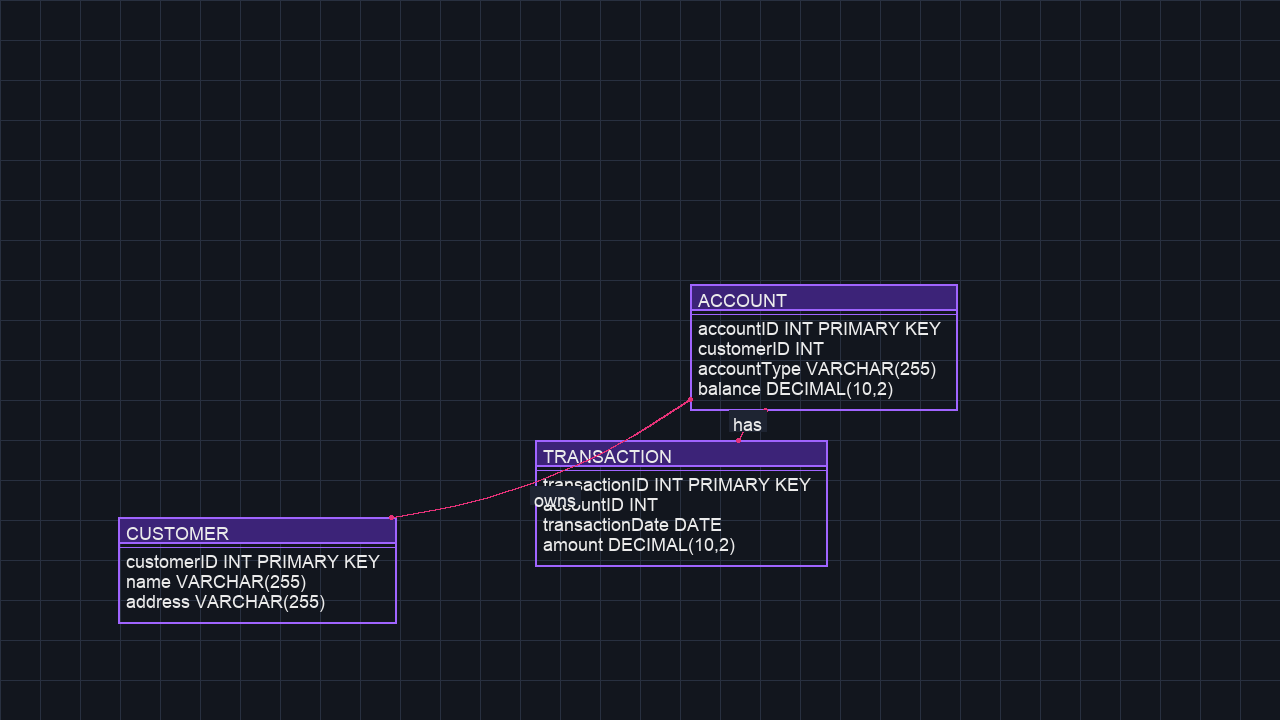 ACCOUNT
accountID INT PRIMARY KEY
customerID INT
accountType VARCHAR(255)
balance DECIMAL(10,2)
has
TRANSACTION
transactionID INT PRIMARY KEY
owns
accountID INT
transactionDate DATE
amount DECIMAL(10,2)
CUSTOMER
customerID INT PRIMARY KEY
name VARCHAR(255)
address VARCHAR(255)